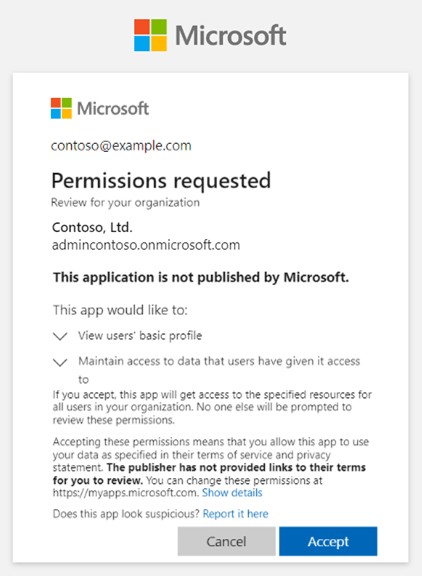 Microsoft
Microsoft
contoso@example.com
Permissions requested
Review for your organization
Contoso, Ltd.
admincontoso.onmicrosoft.com
This application is not published by Microsoft.
This app would like to:
View users' basic profile
Maintain access to data that users have given it access
to
If you accept, this app will get access to the specified resources for
all users in your organization. No one else will be prompted to
review these permissions.
Accepting these permissions means that you allow this app to use
your data as specified in their terms of service and privacy
statement. The publisher has not provided links to their terms
for you to review. You can change these permissions at
https://myapps.microsoft.com. Show details
Does this app look suspicious? Report it here
Cancel
Accept